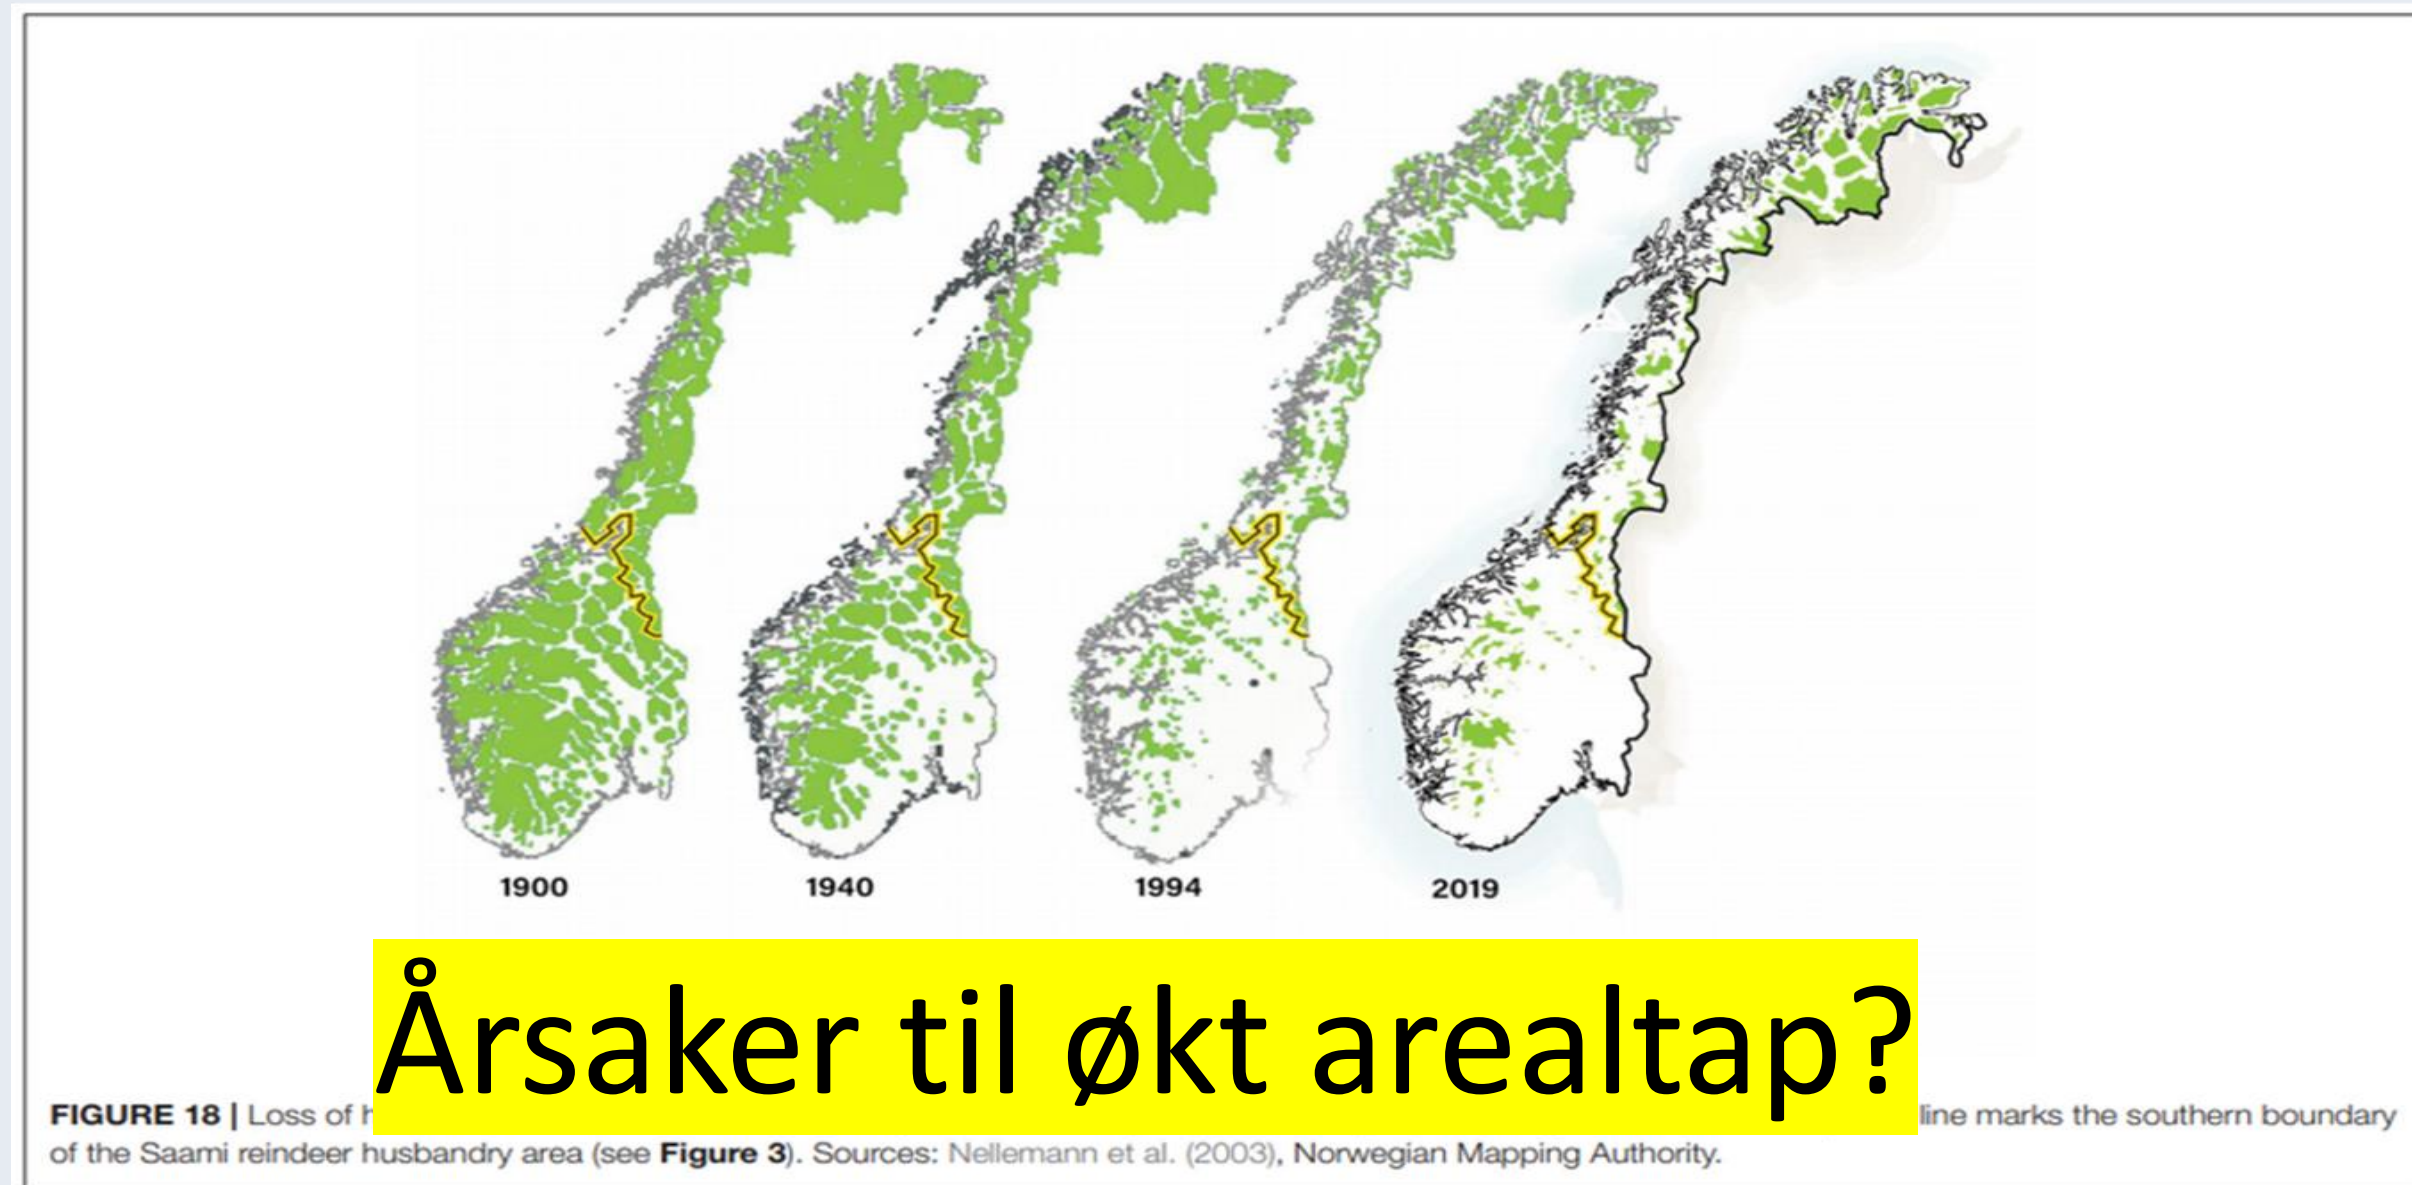 1900 1940 1994 2019
Årsaker til økt arealtap?
FIGURE 18 | Loss of line marks the southern boundary
of the Saami reindeer husbandry area (see Figure 3). Sources: Nellemann et al. (2003), Norwegian Mapping Authority.